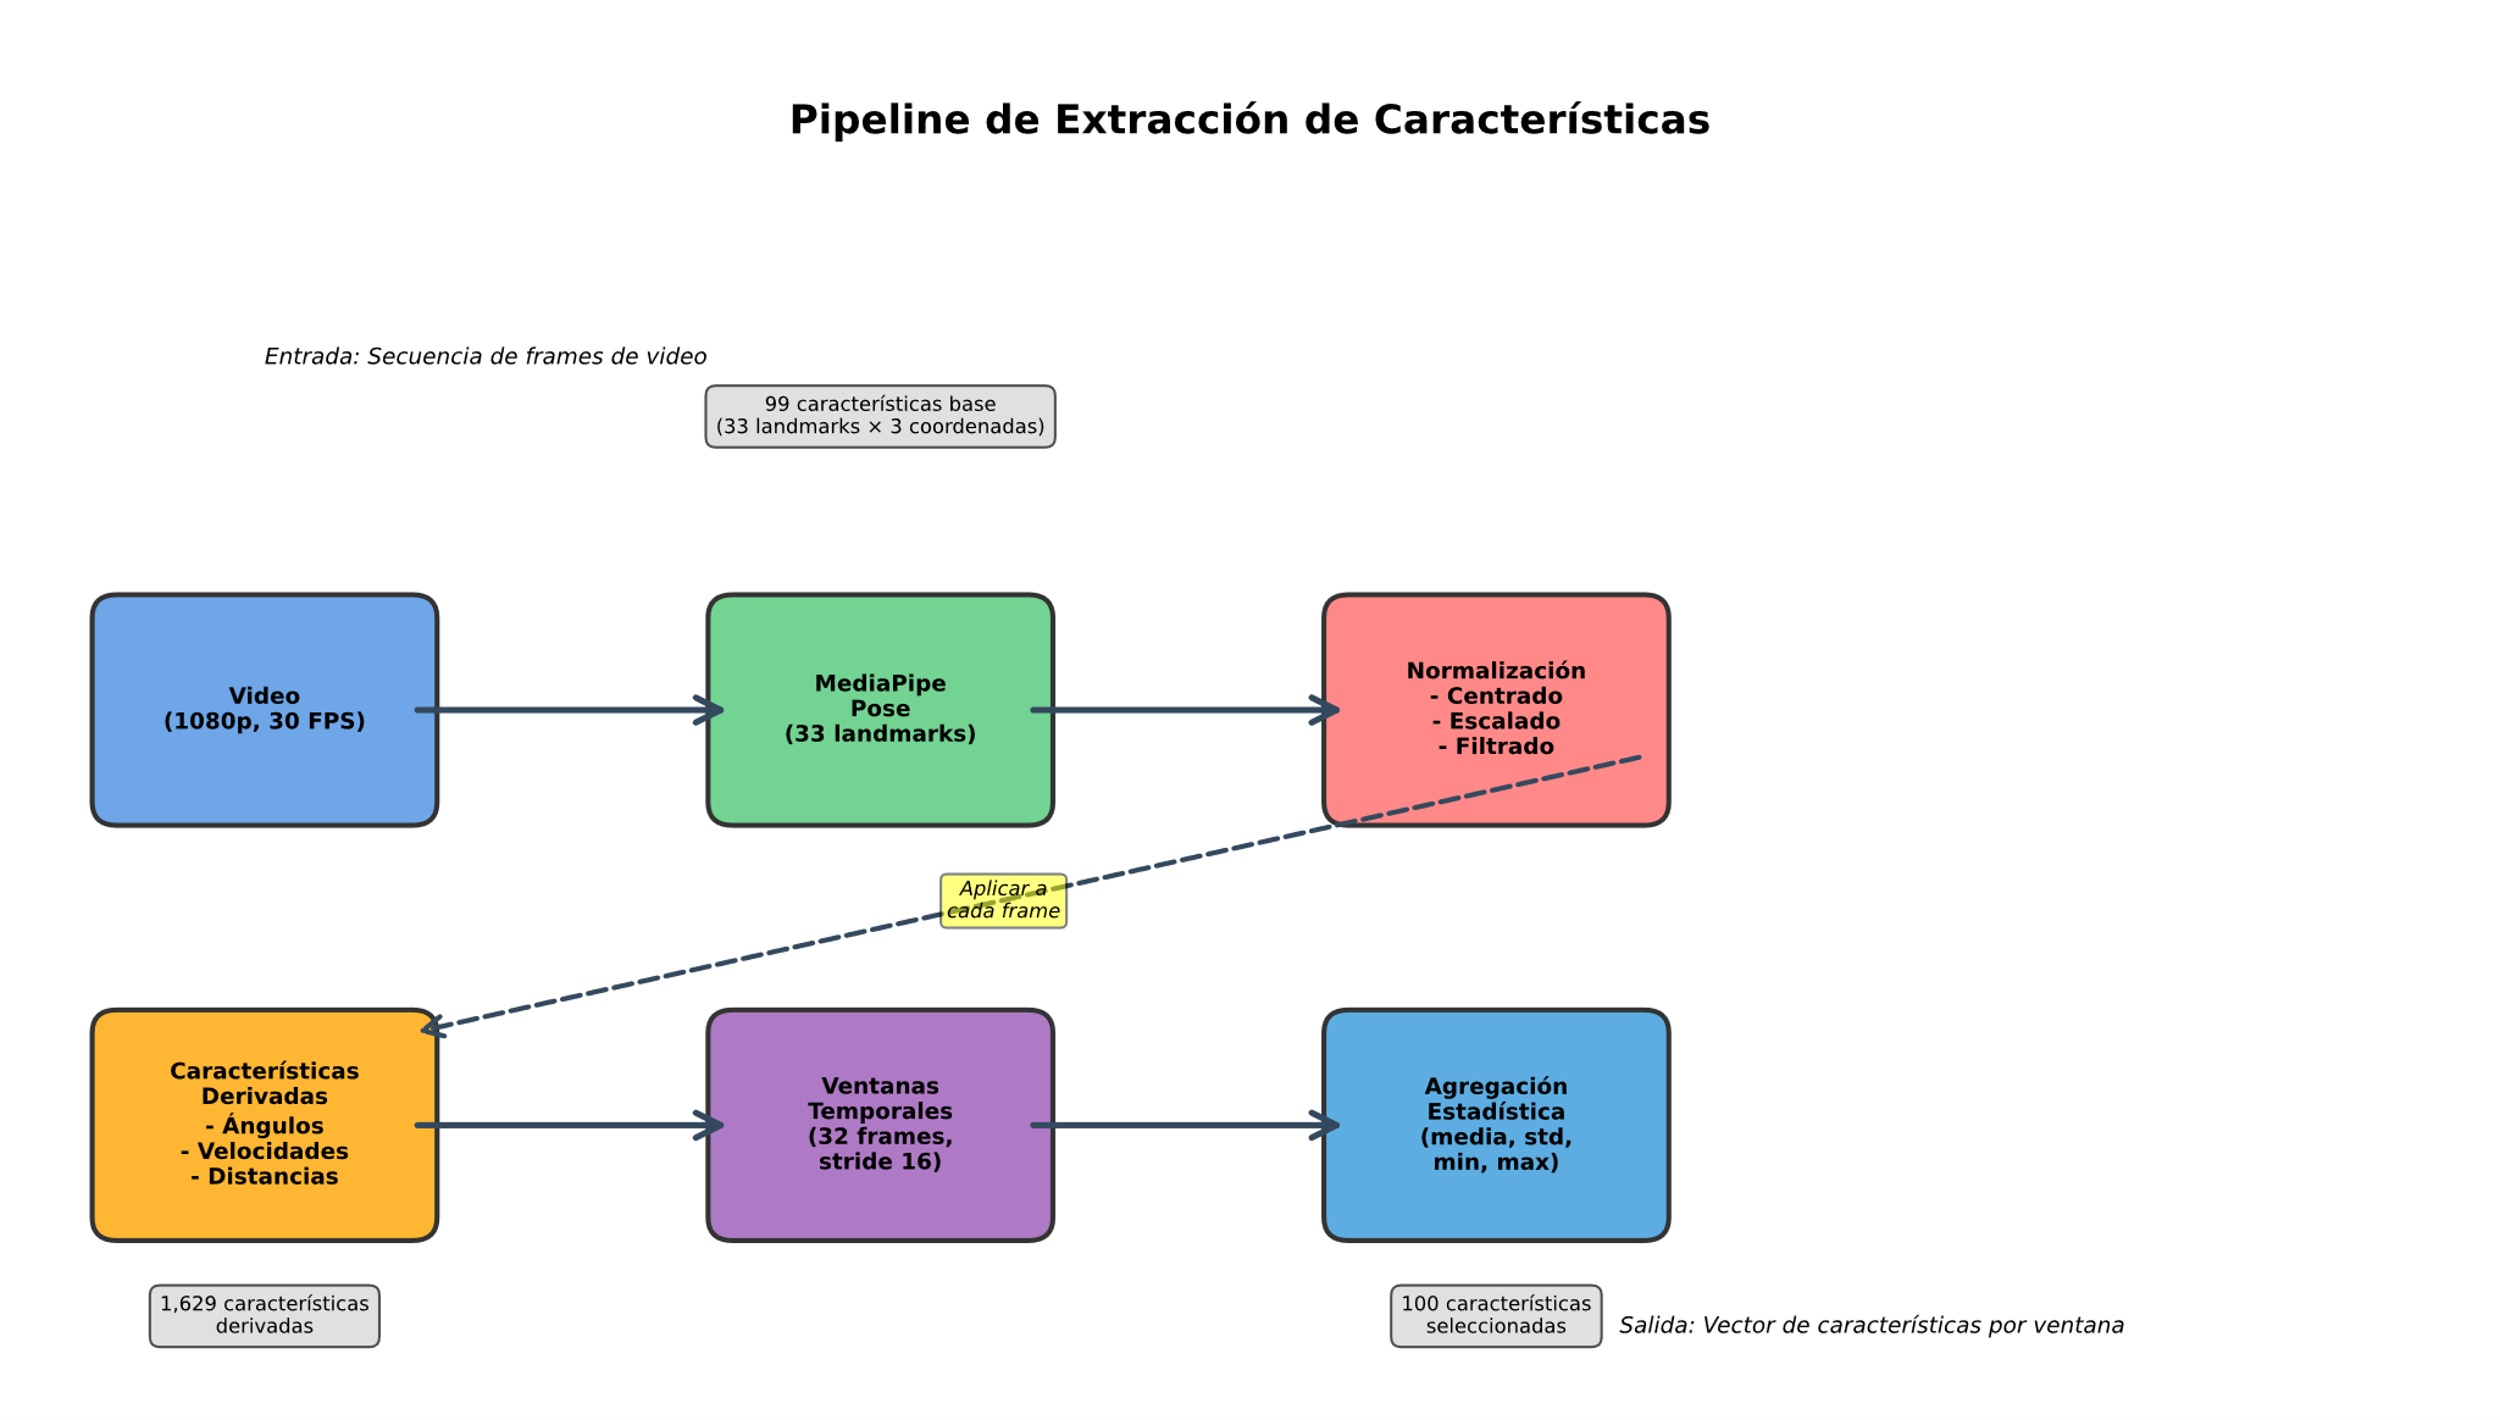 Pipeline de Extracción de Características
Entrada: Secuencia de frames de video
99 características base
(33 landmarks × 3 coordenadas)
Video
(1080p, 30 FPS)
MediaPipe
Pose
(33 landmarks)
Normalización
- Centrado
- Escalado
- Filtrado
Aplicar a
cada frame
Características
Derivadas
- Ángulos
- Velocidades
- Distancias
Ventanas
Temporales
(32 frames,
stride 16)
Agregación
Estadística
(media, std,
min, max)
1,629 características
derivadas
100 características
seleccionadas
Salida: Vector de características por ventana